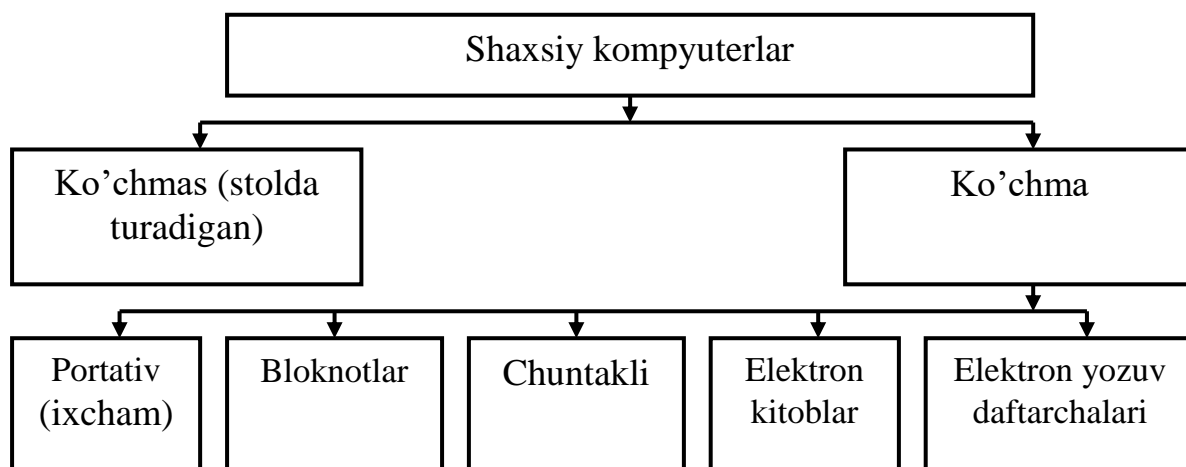 Shaxsiy kompyuterlar
Ko’chmas (stolda
turadigan)
Ko’chma
Portativ
(ixcham)
Bloknotlar
Chuntakli
Elektron
kitoblar
Elektron yozuv
daftarchalari